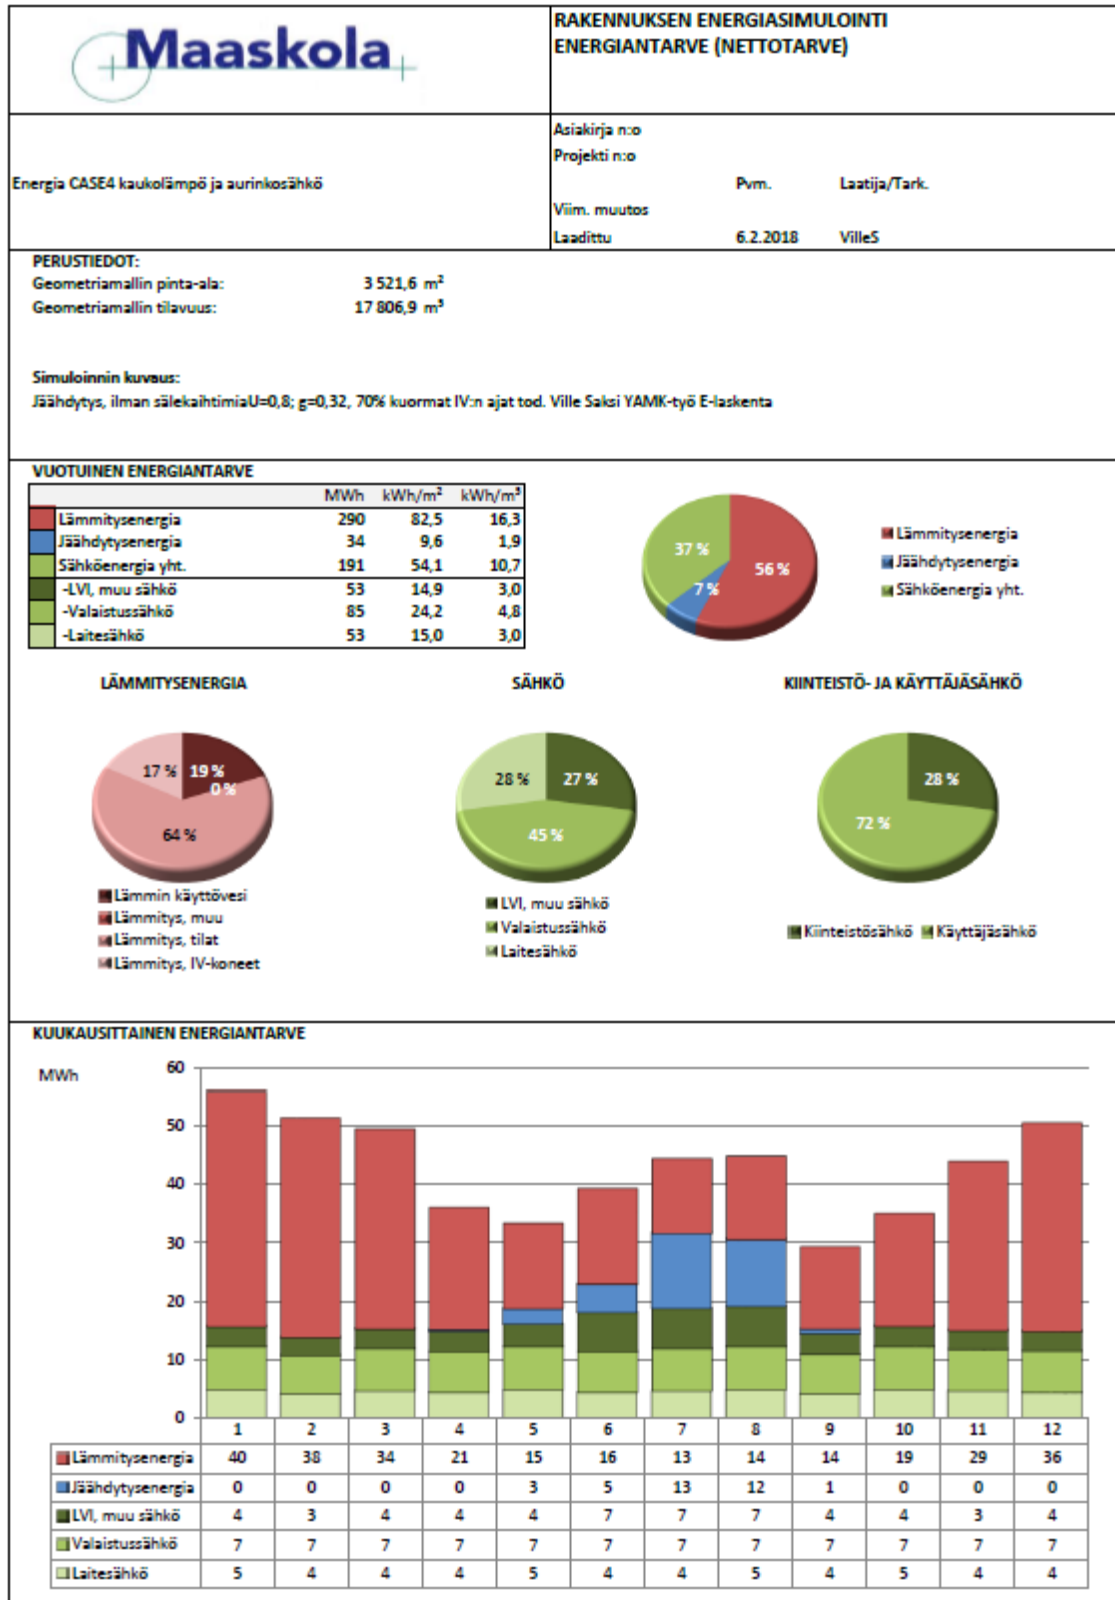 Maaskola
RAKENNUKSEN ENERGIASIMULOINTI
ENERGIANTARVE (NETTOTARVE)
Asiakirja n:o
Projekti n:o
Energia CASE4 kaukolämpö ja aurinkosähkö
Pvm. Laatija/Tark.
Viim. muutos
Laadittu 6.2.2018 VilleS
PERUSTIEDOT:
Geometriamallin pinta-ala: 3 521,6 m²
Geometriamallin tilavuus: 17 806,9 m³
Simuloinnin kuvaus:
Jäähdytys, ilman sälekaihtimiaU=0,8; g=0,32, 70% kuormat IV:n ajat tod. Ville Saksi YAMK-työ E-laskenta
VUOTUINEN ENERGIANTARVE
MWh kWh/m² kWh/m³
Lämmitysenergia 290 82,5 16,3
Jäähdytysenergia 34 9,6 1,9
Sähköenergia yht. 191 54,1 10,7
-LVI, muu sähkö 53 14,9 3,0
-Valaistussähkö 85 24,2 4,8
-Laitesähkö 53 15,0 3,0
37 %
56 %
7 %
Lämmitysenergia
Jäähdytysenergia
Sähköenergia yht.
LÄMMITYSENERGIA
17 % 19 %
0 %
64 %
Lämmin käyttövesi
Lämmitys, muu
Lämmitys, tilat
Lämmitys, IV-koneet
SÄHKÖ
28 % 27 %
45 %
LVI, muu sähkö
Valaistussähkö
Laitesähkö
KIINTEISTÖ- JA KÄYTTÄJÄSÄHKÖ
28 %
72 %
Kiinteistösähkö Käyttäjäsähkö
KUUKAUSITTAINEN ENERGIANTARVE
MWh
60
50
40
30
20
10
0
1 2 3 4 5 6 7 8 9 10 11 12
Lämmitysenergia 40 38 34 21 15 16 13 14 14 19 29 36
Jäähdytysenergia 0 0 0 0 3 5 13 12 1 0 0 0
LVI, muu sähkö 4 3 4 4 4 7 7 7 4 4 3 4
Valaistussähkö 7 7 7 7 7 7 7 7 7 7 7 7
Laitesähkö 5 4 4 4 5 4 4 5 4 5 4 4